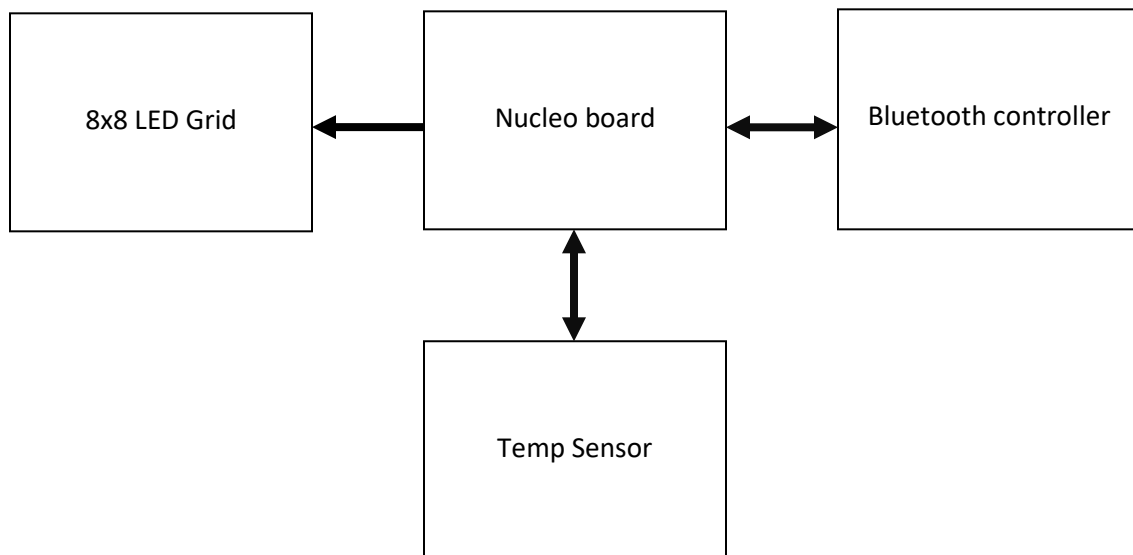 8x8 LED Grid
Nucleo board
Bluetooth controller
Temp Sensor